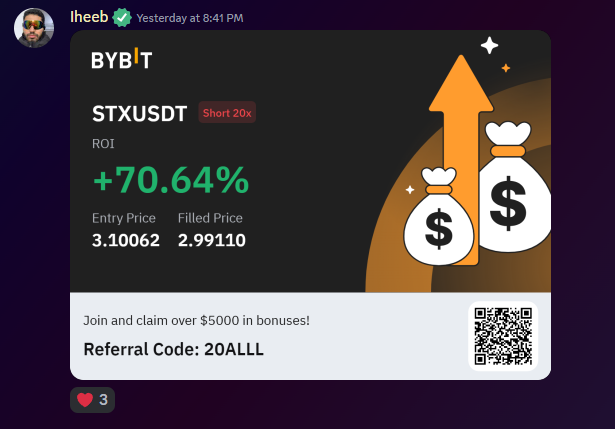 Iheeb Yesterday at 8:41 PM
BYBIT
STXUSDT Short 20x
ROI
+70.64%
Entry Price Filled Price
3.10062 2.99110
$ $
Join and claim over $5000 in bonuses!
Referral Code: 20ALLL
3